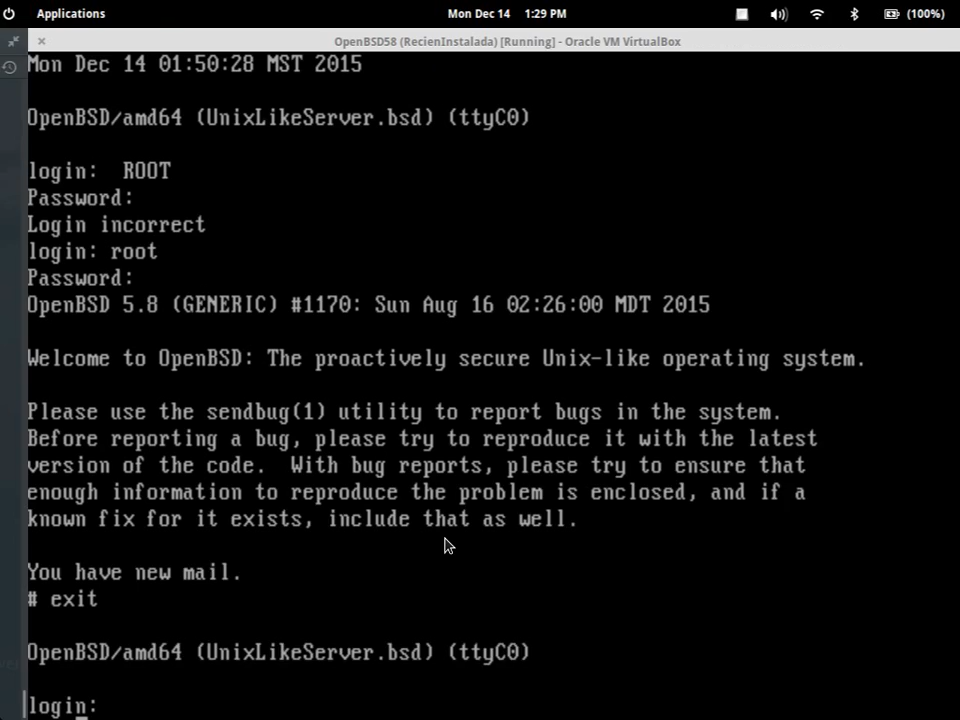 Applications
Mon Dec 14 1:29 PM
(100%)
OpenBSD58 (RecienInstalada) [Running] - Oracle VM VirtualBox
Mon Dec 14 01:50:28 MST 2015
OpenBSD/amd64 (UnixLikeServer.bsd) (ttyC0)
login:  ROOT
Password:
Login incorrect
login: root
Password:
OpenBSD 5.8 (GENERIC) #1170: Sun Aug 16 02:26:00 MDT 2015
Welcome to OpenBSD: The proactively secure Unix-like operating system.
Please use the sendbug(1) utility to report bugs in the system.
Before reporting a bug, please try to reproduce it with the latest
version of the code.  With bug reports, please try to ensure that
enough information to reproduce the problem is enclosed, and if a
known fix for it exists, include that as well.
You have new mail.
# exit
OpenBSD/amd64 (UnixLikeServer.bsd) (ttyC0)
login: